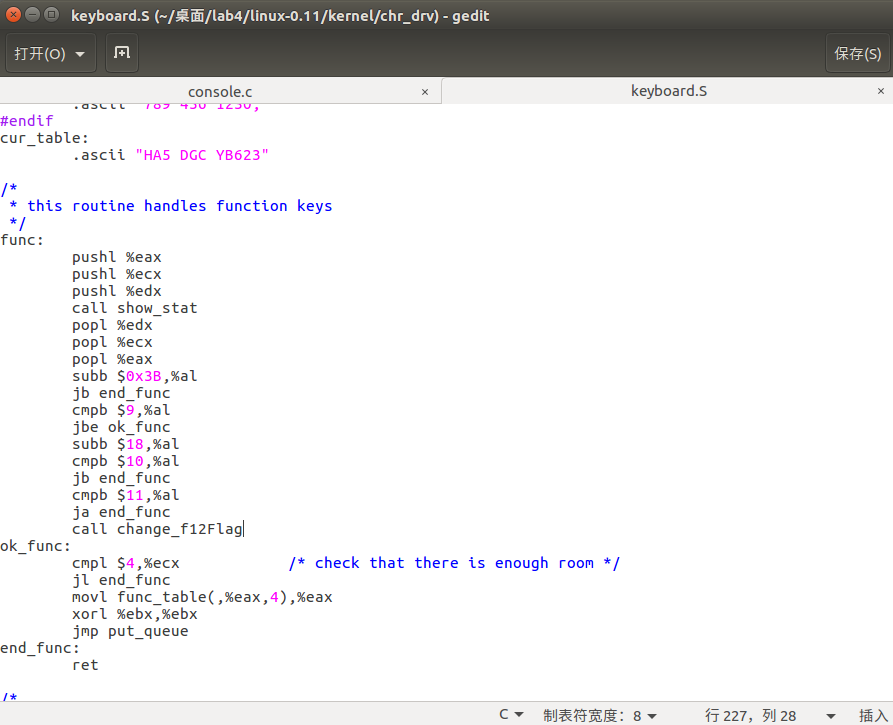 keyboard.S (~/桌面/lab4/linux-0.11/kernel/chr_drv) - gedit
打开(O)
保存(S)
console.c ×
keyboard.S ×
.ascii "789 456 1230,"
#endif
cur_table:
.ascii "HA5 DGC YB623"
/*
* this routine handles function keys
*/
func:
pushl %eax
pushl %ecx
pushl %edx
call show_stat
popl %edx
popl %ecx
popl %eax
subb $0x3B,%al
jb end_func
cmpb $9,%al
jbe ok_func
subb $18,%al
cmpb $10,%al
jb end_func
cmpb $11,%al
ja end_func
call change_f12Flag
ok_func:
cmpl $4,%ecx /* check that there is enough room */
jl end_func
movl func_table(,%eax,4),%eax
xorl %ebx,%ebx
jmp put_queue
end_func:
ret
/*
C 制表符宽度：8 行 227，列 28 插入